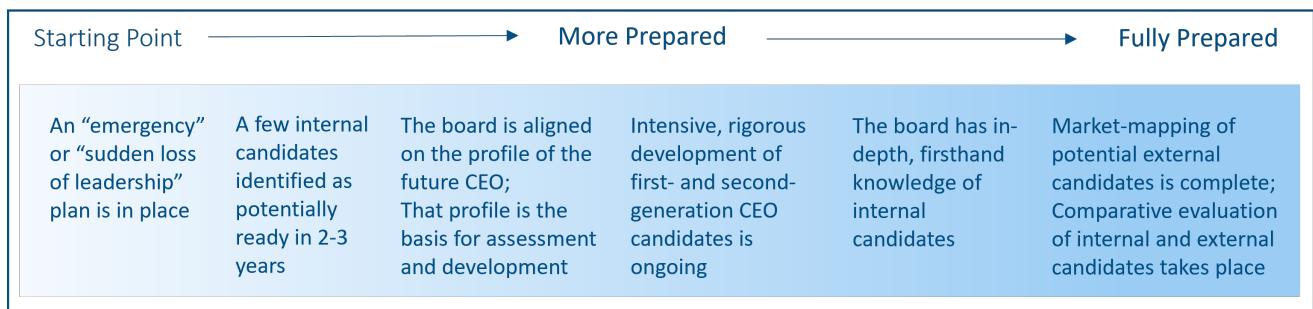 Starting Point
More Prepared
Fully Prepared
An “emergency”
or “sudden loss
of leadership”
plan is in place
A few internal
candidates
identified as
potentially
ready in 2-3
years
The board is aligned
on the profile of the
future CEO;
That profile is the
basis for assessment
and development
Intensive, rigorous
development of
first- and second-
generation CEO
candidates is
ongoing
The board has in-
depth, firsthand
knowledge of
internal
candidates
Market-mapping of
potential external
candidates is complete;
Comparative evaluation
of internal and external
candidates takes place